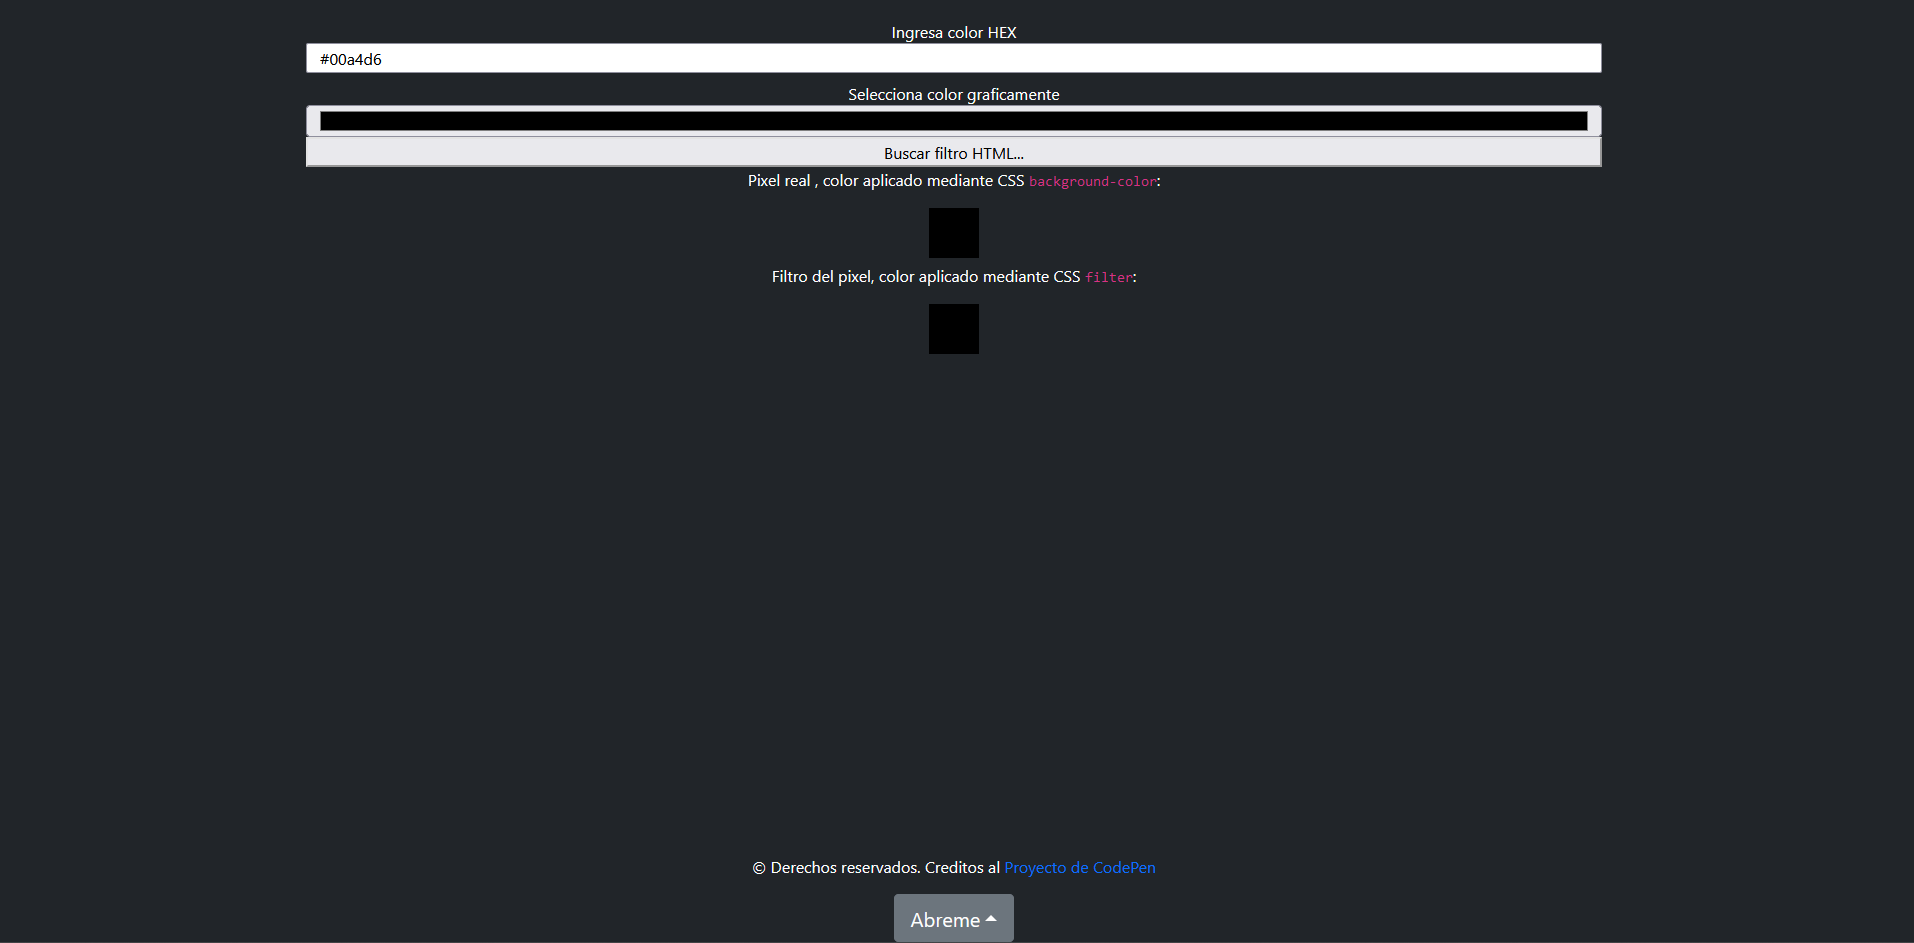 Ingresa color HEX
#00a4d6
Selecciona color graficamente
Buscar filtro HTML...
Pixel real , color aplicado mediante CSS background-color:
Filtro del pixel, color aplicado mediante CSS filter:
© Derechos reservados. Creditos al Proyecto de CodePen
Abreme